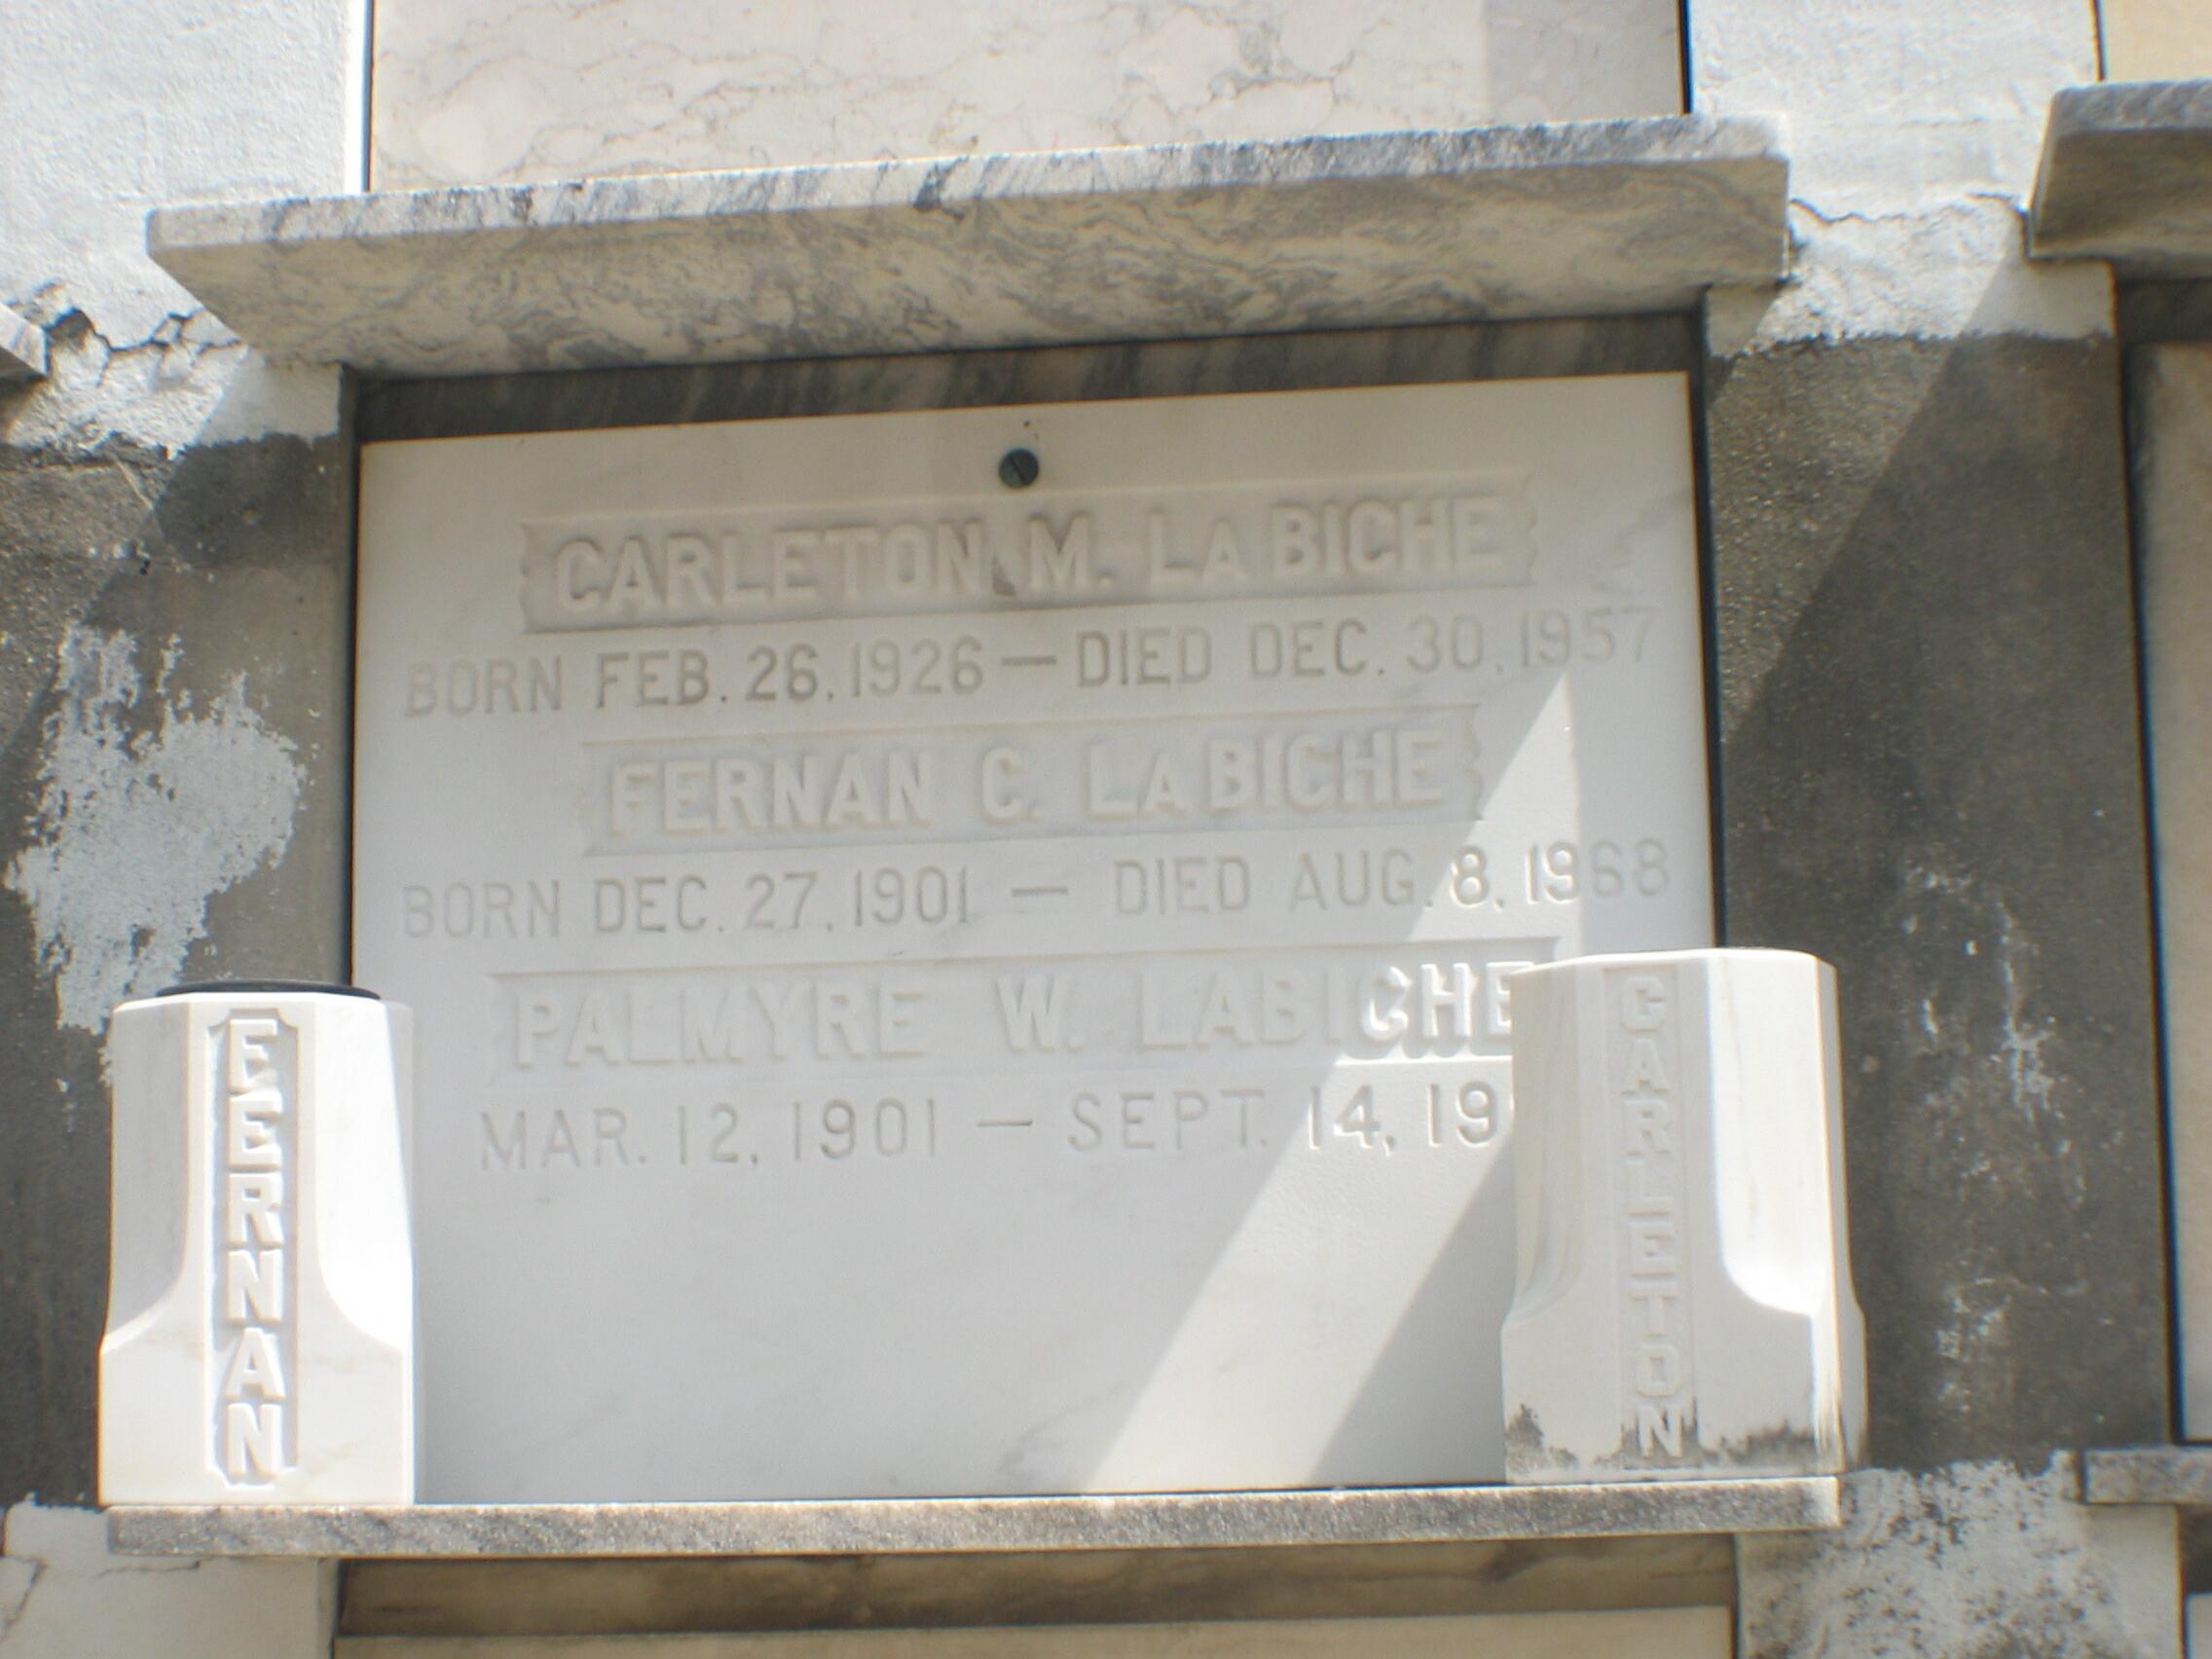 CARLETON M. LA BICHE
BORN FEB. 26, 1926 — DIED DEC. 30, 1957
FERNAN C. LA BICHE
BORN DEC. 27, 1901 — DIED AUG. 8, 1968
PALMYRE W. LABICHE
MAR. 12, 1901 — SEPT. 14,
FERNAN
CARLETON